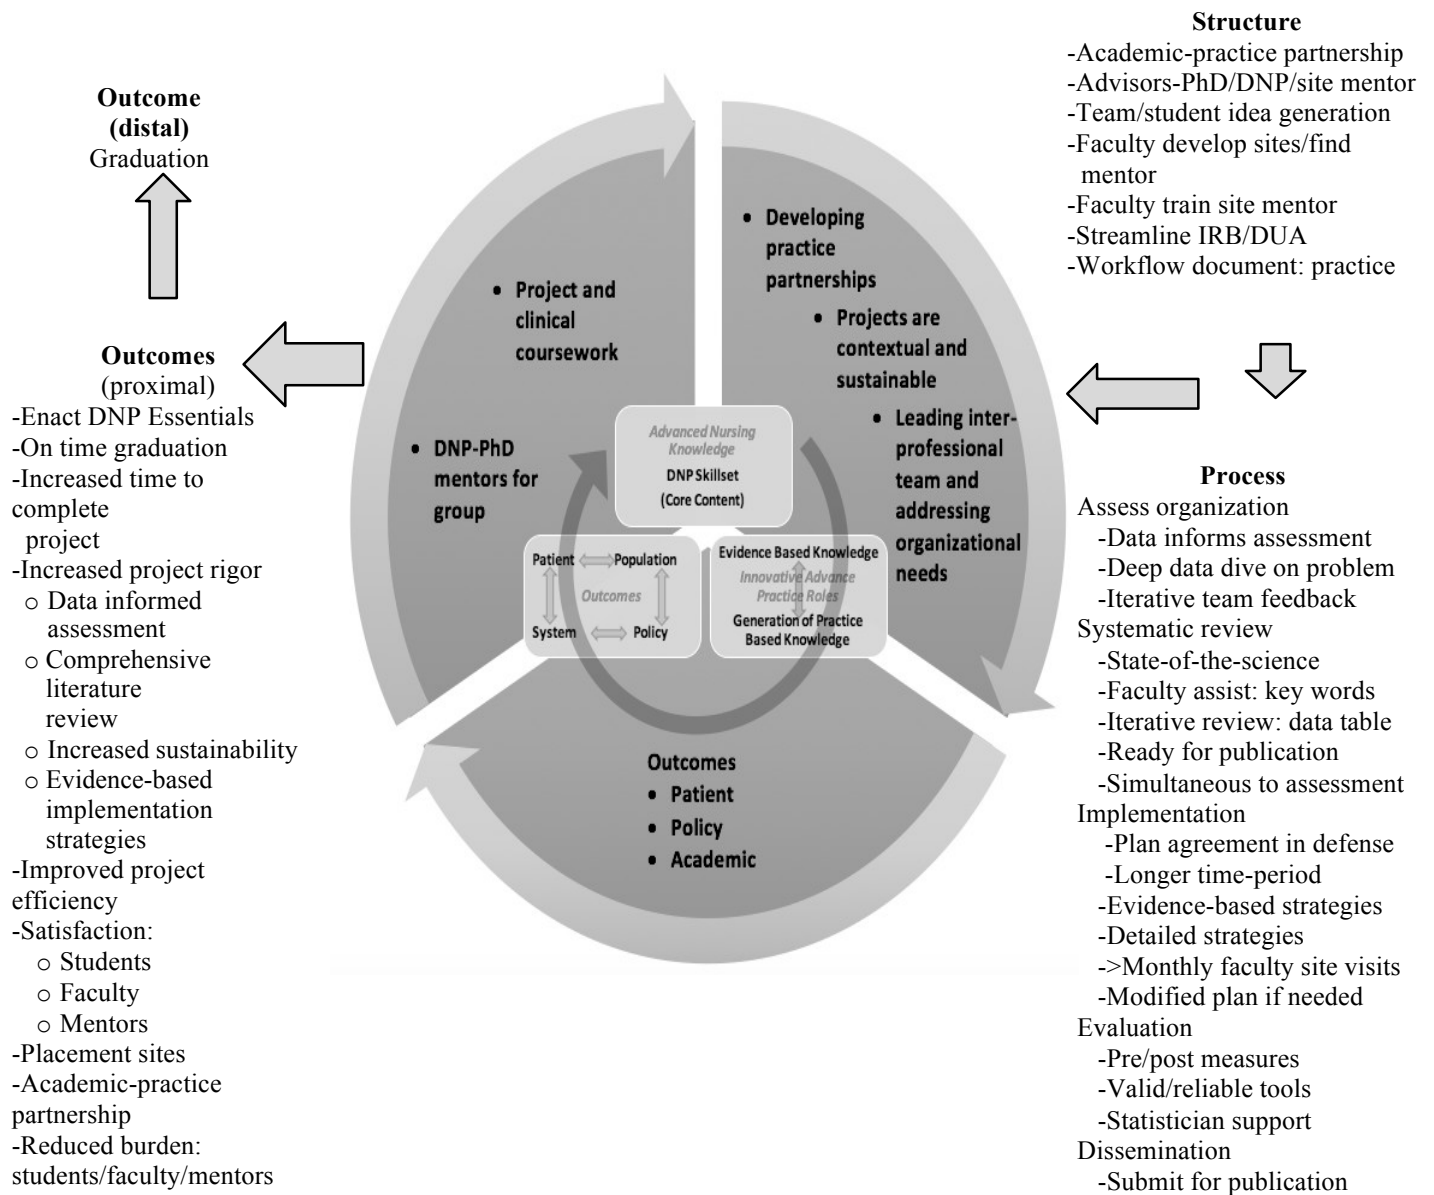 Structure
-Academic-practice partnership
-Advisors-PhD/DNP/site mentor
-Team/student idea generation
-Faculty develop sites/find
mentor
-Faculty train site mentor
-Streamline IRB/DUA
-Workflow document: practice
Process
Assess organization
-Data informs assessment
-Deep data dive on problem
-Iterative team feedback
Systematic review
-State-of-the-science
-Faculty assist: key words
-Iterative review: data table
-Ready for publication
-Simultaneous to assessment
Implementation
-Plan agreement in defense
-Longer time-period
-Evidence-based strategies
-Detailed strategies
->Monthly faculty site visits
-Modified plan if needed
Evaluation
-Pre/post measures
-Valid/reliable tools
-Statistician support
Dissemination
-Submit for publication
• Developing
practice
partnerships
• Projects are
contextual and
sustainable
• Leading inter-
professional
team and
addressing
organizational
needs
• Project and
clinical
coursework
• DNP-PhD
mentors for
group
Advanced Nursing
Knowledge
DNP Skillset
(Core Content)
Patient Population
Outcomes
System Policy
Evidence Based Knowledge
Innovative Advance
Practice Roles
Generation of Practice
Based Knowledge
Outcomes
• Patient
• Policy
• Academic
Outcome
(distal)
Graduation
Outcomes
(proximal)
-Enact DNP Essentials
-On time graduation
-Increased time to
complete
project
-Increased project rigor
o Data informed
assessment
o Comprehensive
literature
review
o Increased sustainability
o Evidence-based
implementation
strategies
-Improved project
efficiency
-Satisfaction:
o Students
o Faculty
o Mentors
-Placement sites
-Academic-practice
partnership
-Reduced burden:
students/faculty/mentors